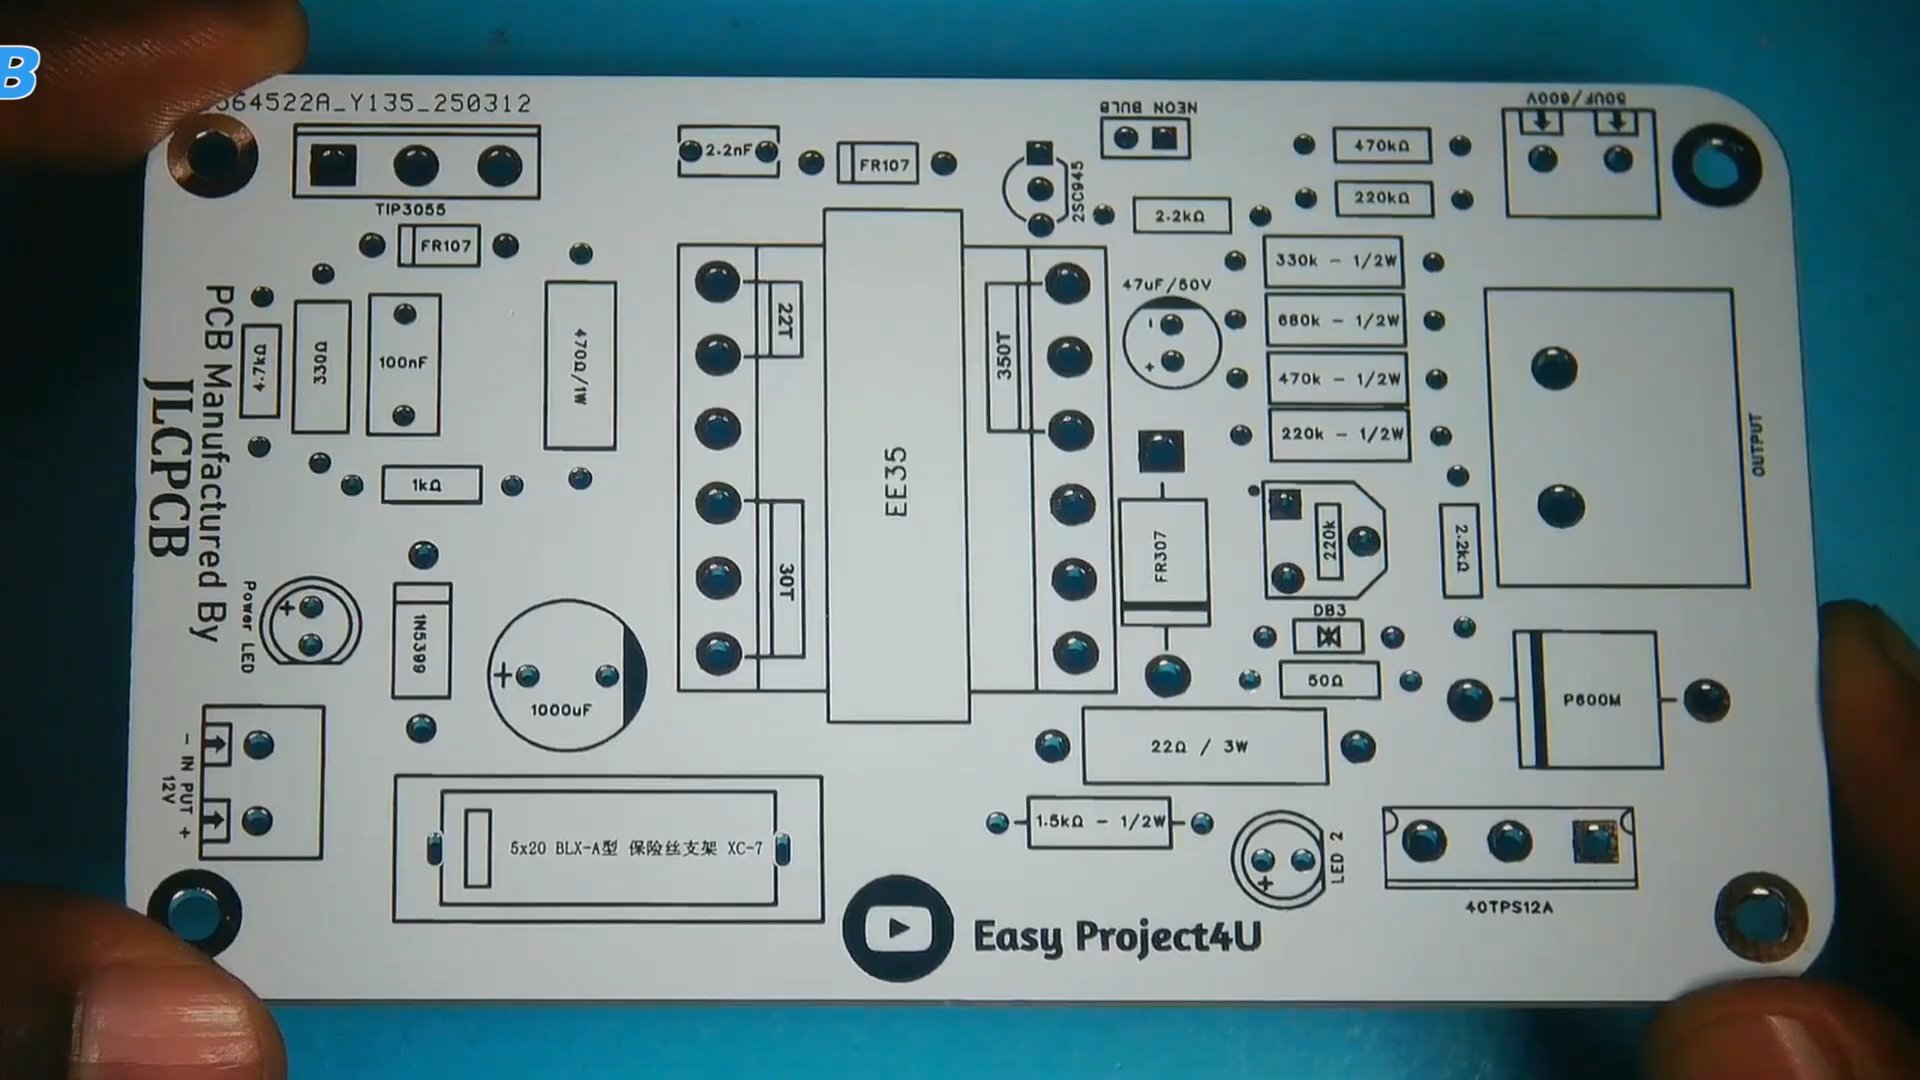 B
564522A_Y135_250312
TIP3055
2.2nF
FR107
2SC945
NEON BULB
470kΩ
50UF/600V
220kΩ
2.2kΩ
FR107
330k - 1/2W
47uF/50V
680k - 1/2W
470k - 1/2W
220k - 1/2W
22T
350T
30T
EE35
4.7kΩ
330Ω
100nF
470Ω/1W
1kΩ
PCB Manufactured By
JLCPCB
Power LED
+
1N5399
+
1000uF
-
+
FR307
220k
2.2kΩ
OUTPUT
DB3
50Ω
P600M
22Ω / 3W
- IN PUT +
12V
5x20 BLX-A型 保险丝支架 XC-7
1.5kΩ - 1/2W
LED 2
+
40TPS12A
Easy Project4U